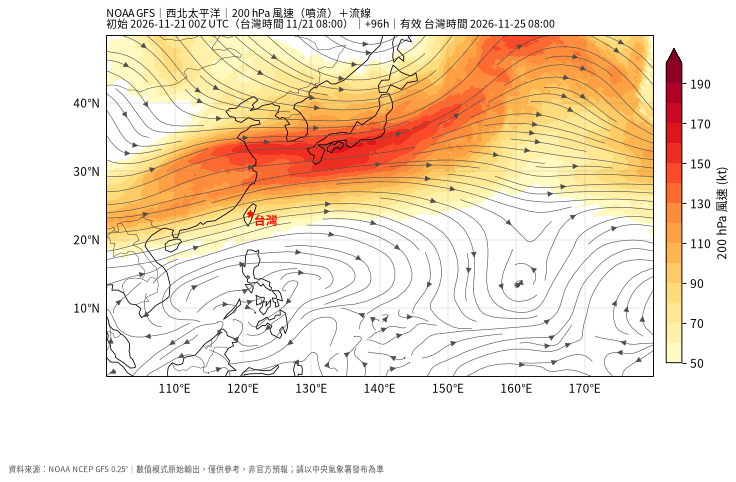 NOAA GFS｜西北太平洋｜200 hPa 風速（噴流）＋流線
初始 2026-11-21 00Z UTC（台灣時間 11/21 08:00）｜+96h｜有效 台灣時間 2026-11-25 08:00
40°N
30°N
20°N
10°N
110°E
120°E
130°E
140°E
150°E
160°E
170°E
台灣
190
170
150
130
110
90
70
50
200 hPa 風速 (kt)
資料來源：NOAA NCEP GFS 0.25°｜數值模式原始輸出，僅供參考，非官方預報；請以中央氣象署發布為準